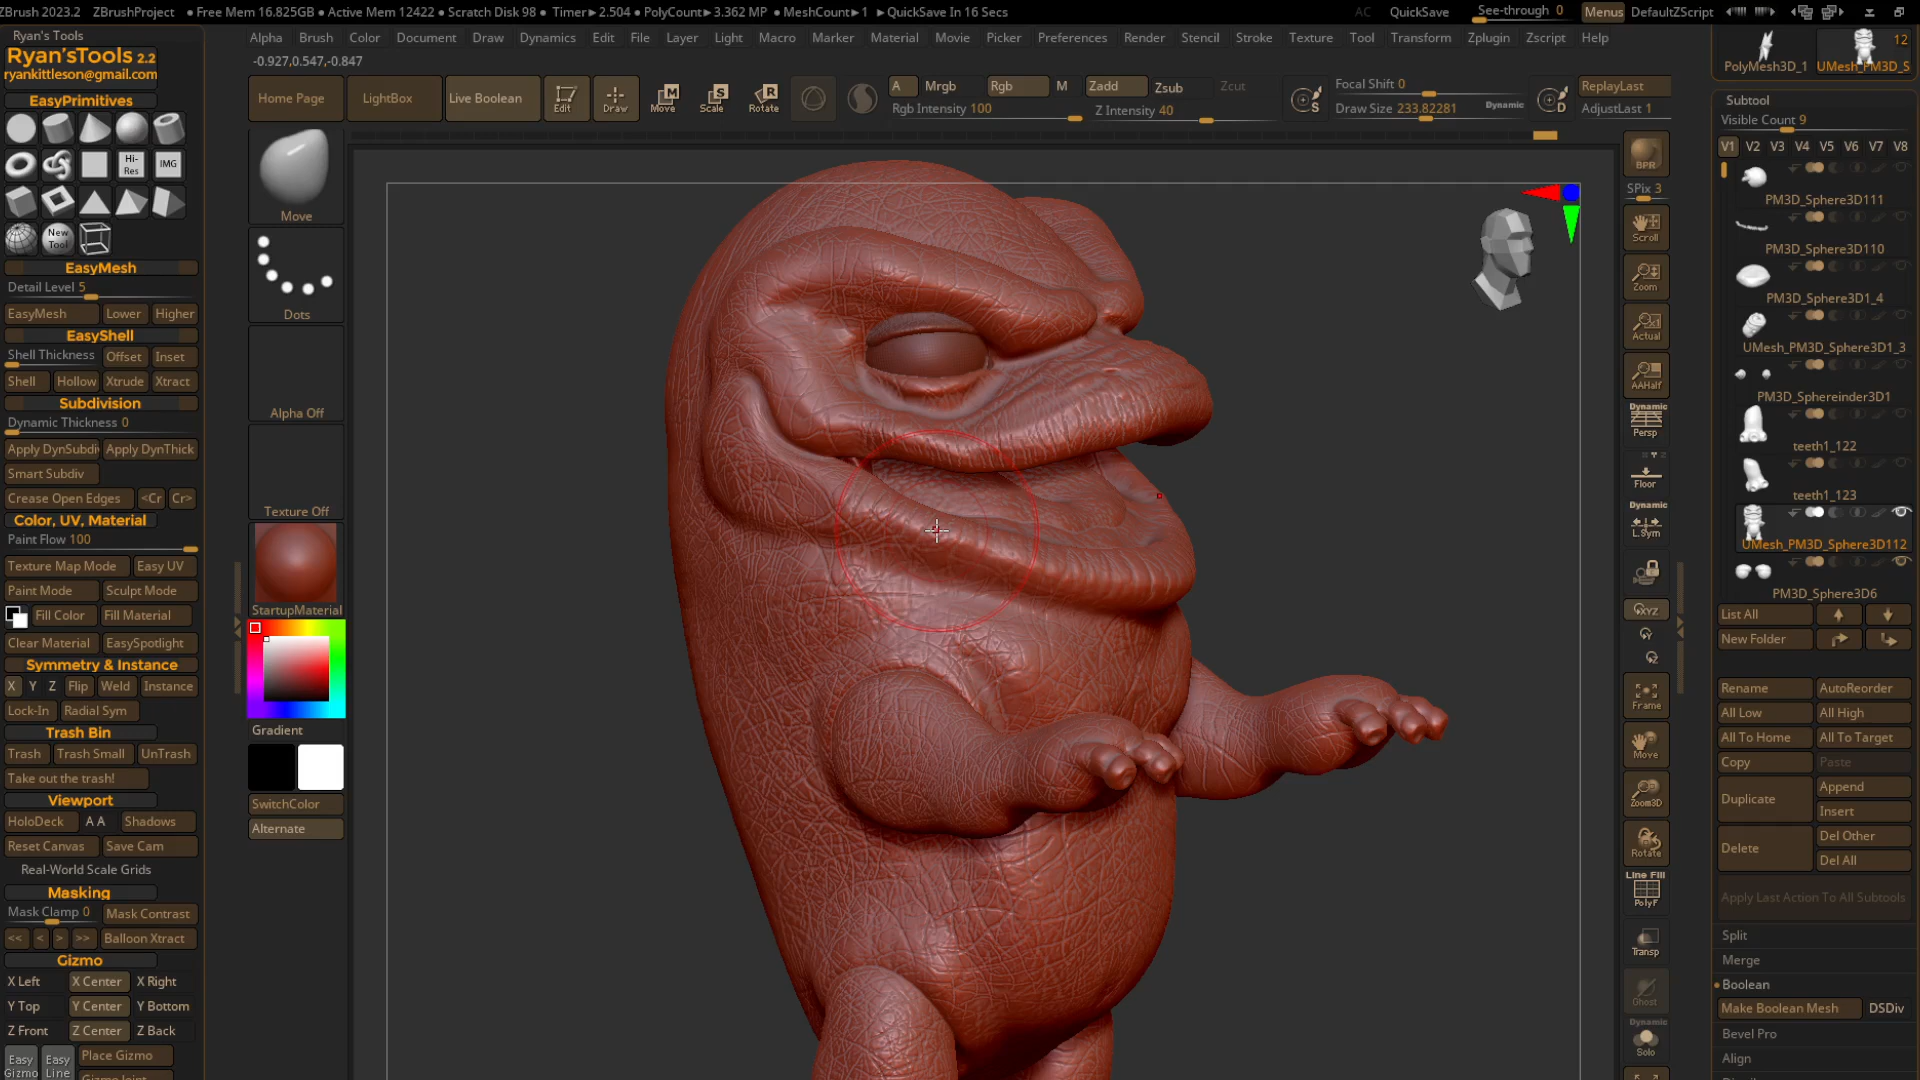 ZBrush 2023.2 ZBrushProject • Free Mem 16.825GB • Active Mem 12422 • Scratch Disk 98 • Timer▸2.504 • PolyCount▸3.362 MP • MeshCount▸1 ▸QuickSave In 16 Secs AC QuickSave See-through 0 Menus DefaultZScript
Alpha Brush Color Document Draw Dynamics Edit File Layer Light Macro Marker Material Movie Picker Preferences Render Stencil Stroke Texture Tool Transform Zplugin Zscript Help
-0.927,0.547,-0.847
Home Page LightBox Live Boolean Edit Draw Move Scale Rotate
A Mrgb Rgb M Zadd Zsub Zcut
Rgb Intensity 100 Z Intensity 40
Focal Shift 0
Draw Size 233.82281 Dynamic
ReplayLast
AdjustLast 1
Ryan's Tools
Ryan'sTools 2.2
ryankittleson@gmail.com
EasyPrimitives
Hi-Res IMG
New Tool
EasyMesh
Detail Level 5
EasyMesh Lower Higher
EasyShell
Shell Thickness Offset Inset
Shell Hollow Xtrude Xtract
Subdivision
Dynamic Thickness 0
Apply DynSubdiv Apply DynThick
Smart Subdiv
Crease Open Edges <Cr Cr>
Color, UV, Material
Paint Flow 100
Texture Map Mode Easy UV
Paint Mode Sculpt Mode
Fill Color Fill Material
Clear Material EasySpotlight
Symmetry & Instance
X Y Z Flip Weld Instance
Lock-In Radial Sym
Trash Bin
Trash Trash Small UnTrash
Take out the trash!
Viewport
HoloDeck A A Shadows
Reset Canvas Save Cam
Real-World Scale Grids
Masking
Mask Clamp 0 Mask Contrast
<< < > >> Balloon Xtract
Gizmo
X Left X Center X Right
Y Top Y Center Y Bottom
Z Front Z Center Z Back
Easy Gizmo Easy Line Place Gizmo
Gizmo Joint
Move
Dots
Alpha Off
Texture Off
StartupMaterial
Gradient
SwitchColor
Alternate
BPR
SPix 3
Scroll
Zoom
Actual
AAHalf
Dynamic
Persp
Floor
Dynamic
L.Sym
XYZ
Frame
Move
Zoom3D
Rotate
Line Fill
PolyF
Transp
Ghost
Dynamic
Solo
PolyMesh3D_1 12 UMesh_PM3D_S
Subtool
Visible Count 9
V1 V2 V3 V4 V5 V6 V7 V8
PM3D_Sphere3D111
PM3D_Sphere3D110
PM3D_Sphere3D1_4
UMesh_PM3D_Sphere3D1_3
PM3D_Sphereinder3D1
teeth1_122
teeth1_123
UMesh_PM3D_Sphere3D112
PM3D_Sphere3D6
List All
New Folder
Rename AutoReorder
All Low All High
All To Home All To Target
Copy Paste
Duplicate Append
Insert
Delete Del Other
Del All
Apply Last Action To All Subtools
Split
Merge
Boolean
Make Boolean Mesh DSDiv
Bevel Pro
Align